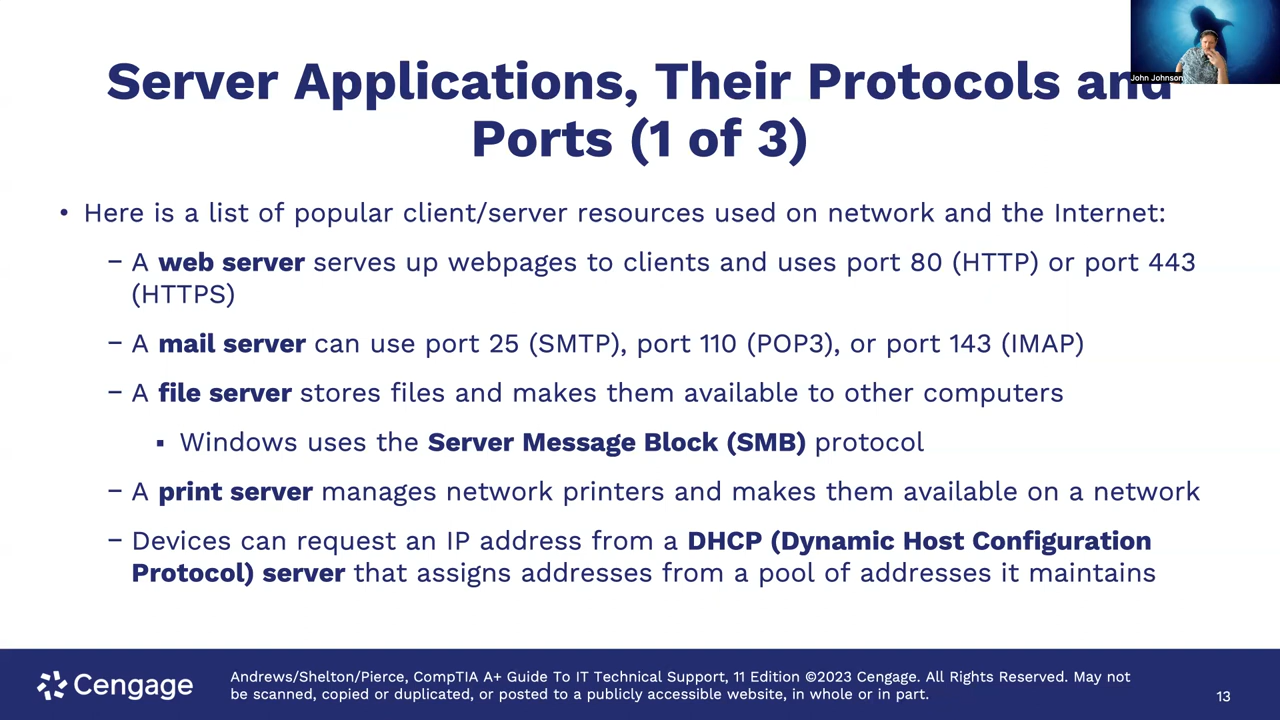 John Johnson
Server Applications, Their Protocols and
Ports (1 of 3)
• Here is a list of popular client/server resources used on network and the Internet:
− A web server serves up webpages to clients and uses port 80 (HTTP) or port 443
(HTTPS)
− A mail server can use port 25 (SMTP), port 110 (POP3), or port 143 (IMAP)
− A file server stores files and makes them available to other computers
▪ Windows uses the Server Message Block (SMB) protocol
− A print server manages network printers and makes them available on a network
− Devices can request an IP address from a DHCP (Dynamic Host Configuration
Protocol) server that assigns addresses from a pool of addresses it maintains
Cengage
Andrews/Shelton/Pierce, CompTIA A+ Guide To IT Technical Support, 11 Edition ©2023 Cengage. All Rights Reserved. May not
be scanned, copied or duplicated, or posted to a publicly accessible website, in whole or in part.
13